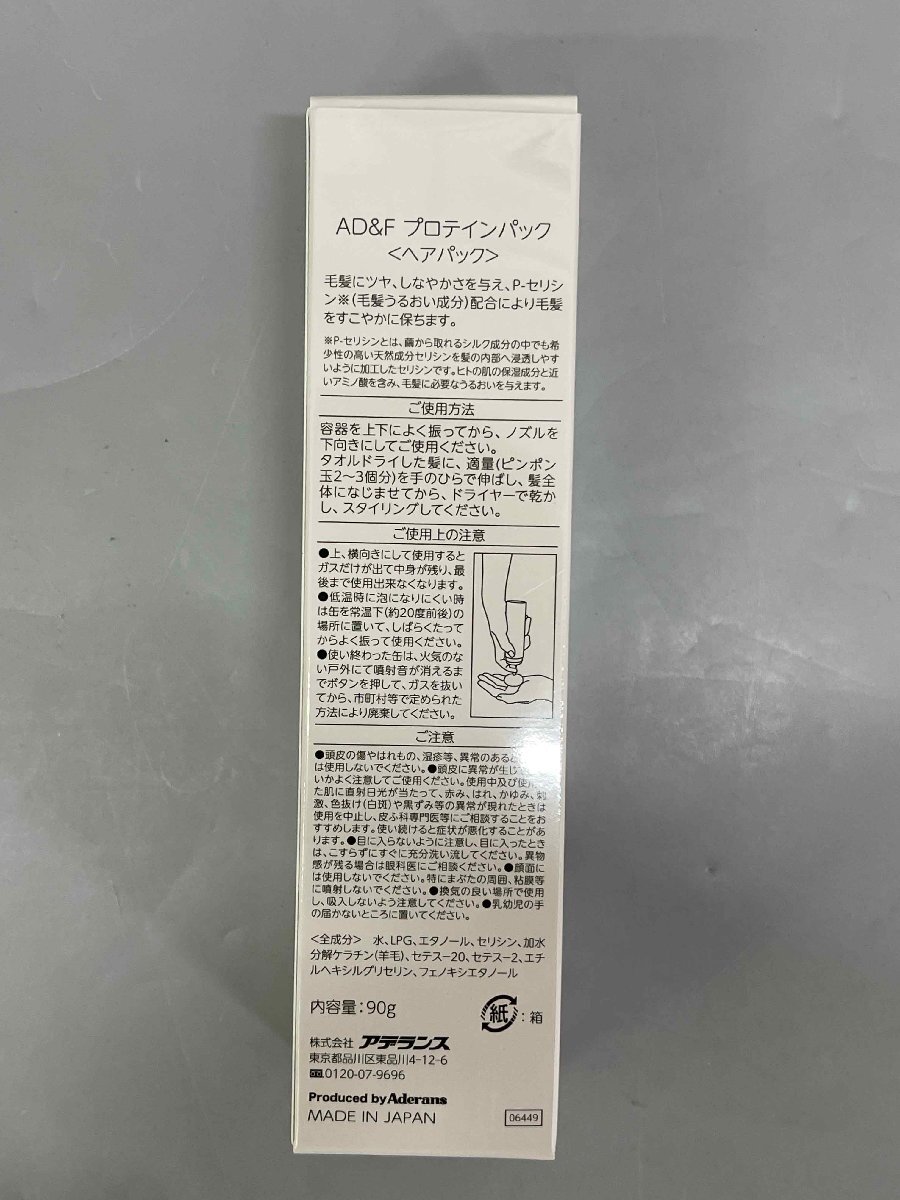 AD&F プロテインパック
<ヘアパック>
毛髪にツヤ、しなやかさを与え、P-セリシ
ン※(毛髪うるおい成分)配合により毛髪
をすこやかに保ちます。
※P-セリシンとは、繭から取れるシルク成分の中でも希
少性の高い天然成分セリシンを髪の内部へ浸透しやす
いように加工したセリシンです。ヒトの肌の保湿成分と近
いアミノ酸を含み、毛髪に必要なうるおいを与えます。
ご使用方法
容器を上下によく振ってから、ノズルを
下向きにしてご使用ください。
タオルドライした髪に、適量(ピンポン
玉2〜3個分)を手のひらで伸ばし、髪全
体になじませてから、ドライヤーで乾か
し、スタイリングしてください。
ご使用上の注意
●上、横向きにして使用すると
ガスだけが出て中身が残り、最
後まで使用出来なくなります。
●低温時に泡になりにくい時
は缶を常温下(約20度前後)の
場所に置いて、しばらくたって
からよく振って使用ください。
●使い終わった缶は、火気のな
い戸外にて噴射音が消えるま
でボタンを押して、ガスを抜い
てから、市町村等で定められた
方法により廃棄してください。
ご注意
●頭皮の傷やはれもの、湿疹等、異常のあると
は使用しないでください。●頭皮に異常が生じ
いかよく注意してご使用ください。使用中及び使用
た肌に直射日光が当たって、赤み、はれ、かゆみ、刺
激、色抜け(白斑)や黒ずみ等の異常が現れたときは
使用を中止し、皮ふ科専門医等にご相談することをお
すすめします。使い続けると症状が悪化することがあ
ります。●目に入らないように注意し、目に入ったとき
は、こすらずにすぐに充分洗い流してください。異物
感が残る場合は眼科医にご相談ください。●顔面に
は使用しないでください。特にまぶたの周囲、粘膜等
に噴射しないでください。●換気の良い場所で使用
し、吸入しないよう注意してください。●乳幼児の手
の届かないところに置いてください。
<全成分> 水、LPG、エタノール、セリシン、加水
分解ケラチン(羊毛)、セテス-20、セテス-2、エチ
ルヘキシルグリセリン、フェノキシエタノール
内容量:90g
紙:箱
株式会社 アデランス
東京都品川区東品川4-12-6
0120-07-9696
Produced by Aderans
MADE IN JAPAN
06449